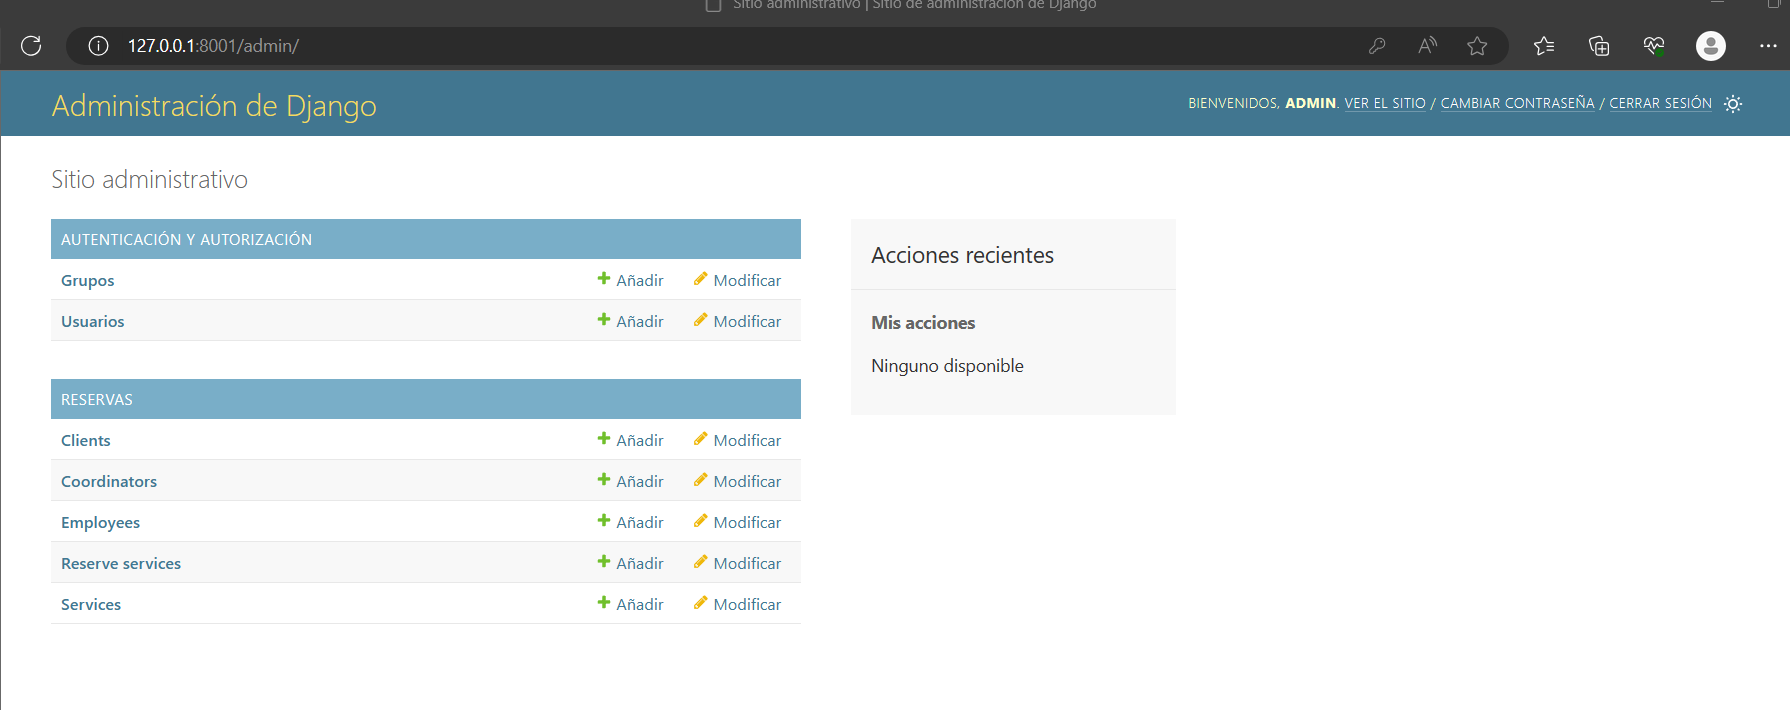 Sitio administrativo | Sitio de administración de Django
127.0.0.1:8001/admin/
Administración de Django
BIENVENIDOS, ADMIN. VER EL SITIO / CAMBIAR CONTRASEÑA / CERRAR SESIÓN
Sitio administrativo
AUTENTICACIÓN Y AUTORIZACIÓN
Grupos Añadir Modificar
Usuarios Añadir Modificar
RESERVAS
Clients Añadir Modificar
Coordinators Añadir Modificar
Employees Añadir Modificar
Reserve services Añadir Modificar
Services Añadir Modificar
Acciones recientes
Mis acciones
Ninguno disponible